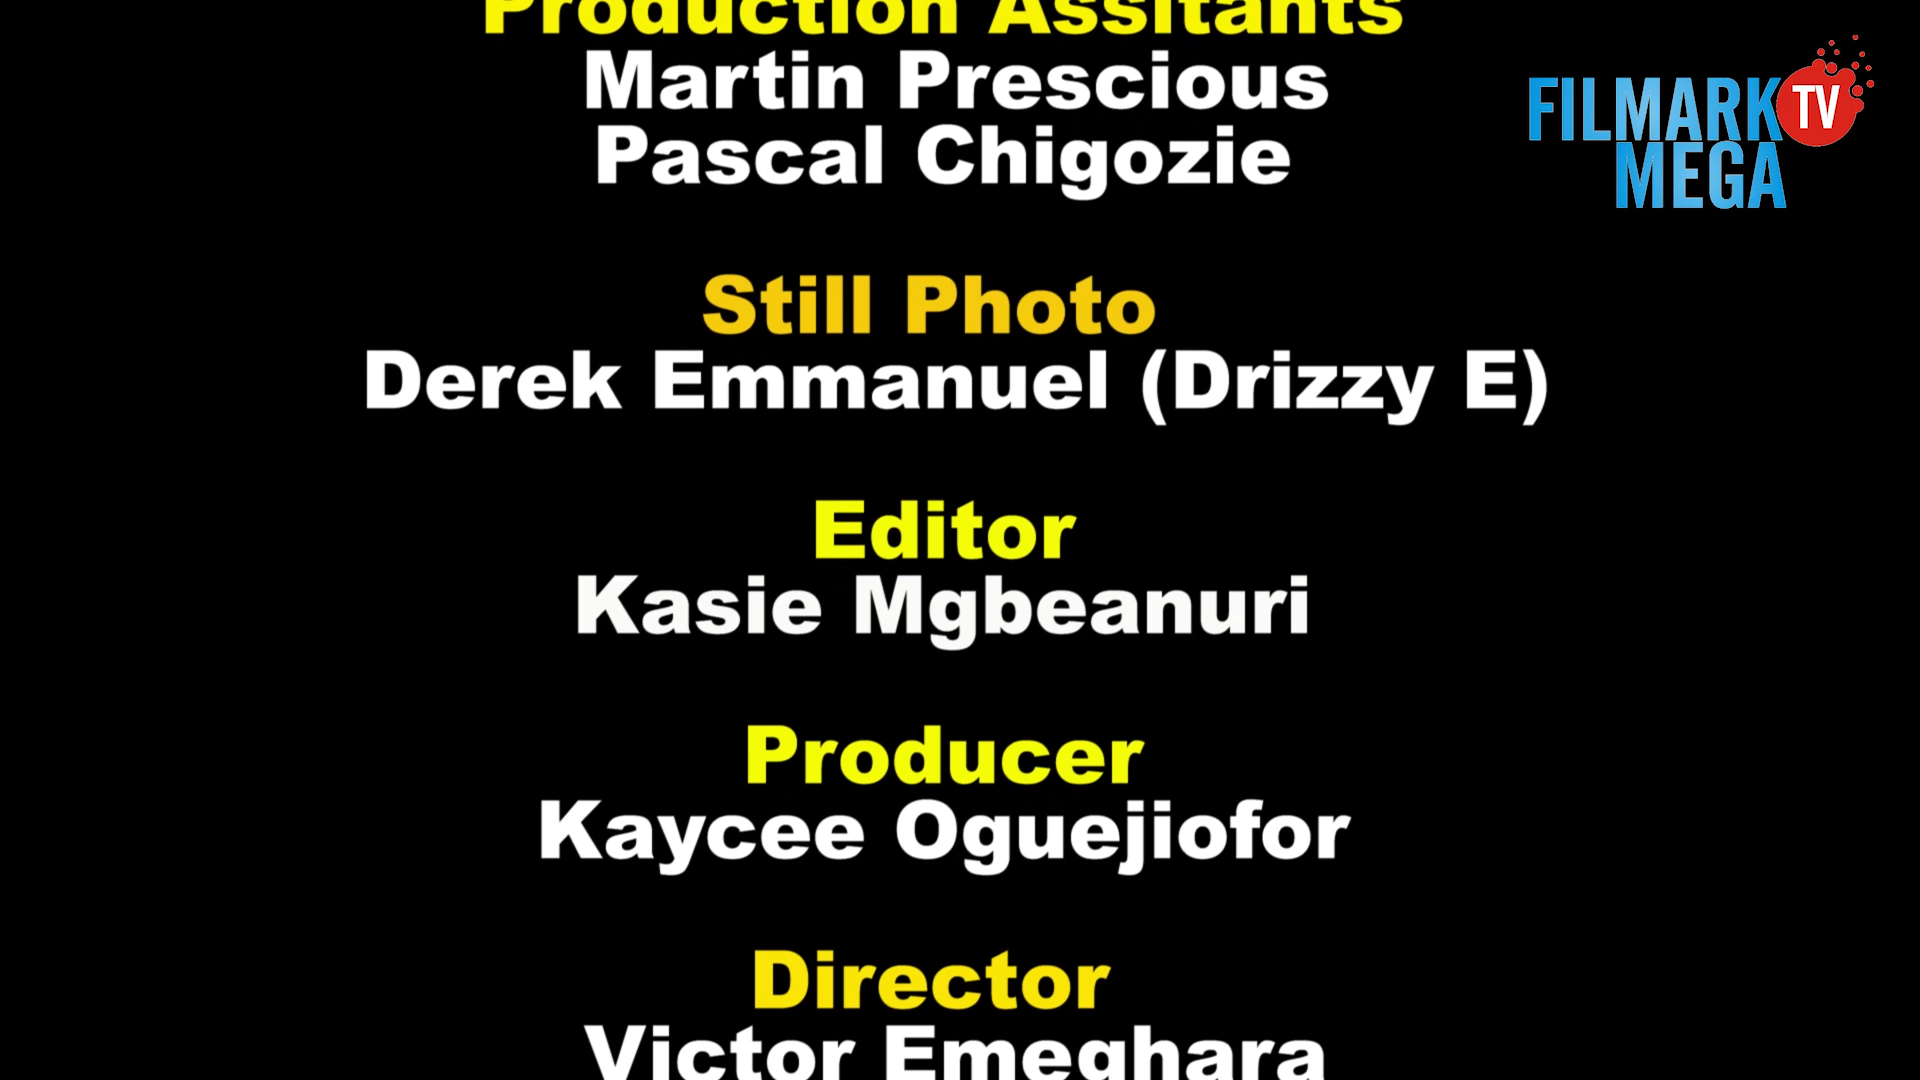 Production Assitants
Martin Prescious
Pascal Chigozie
FILMARK TV
MEGA
Still Photo
Derek Emmanuel (Drizzy E)
Editor
Kasie Mgbeanuri
Producer
Kaycee Oguejiofor
Director
Victor Emeghara